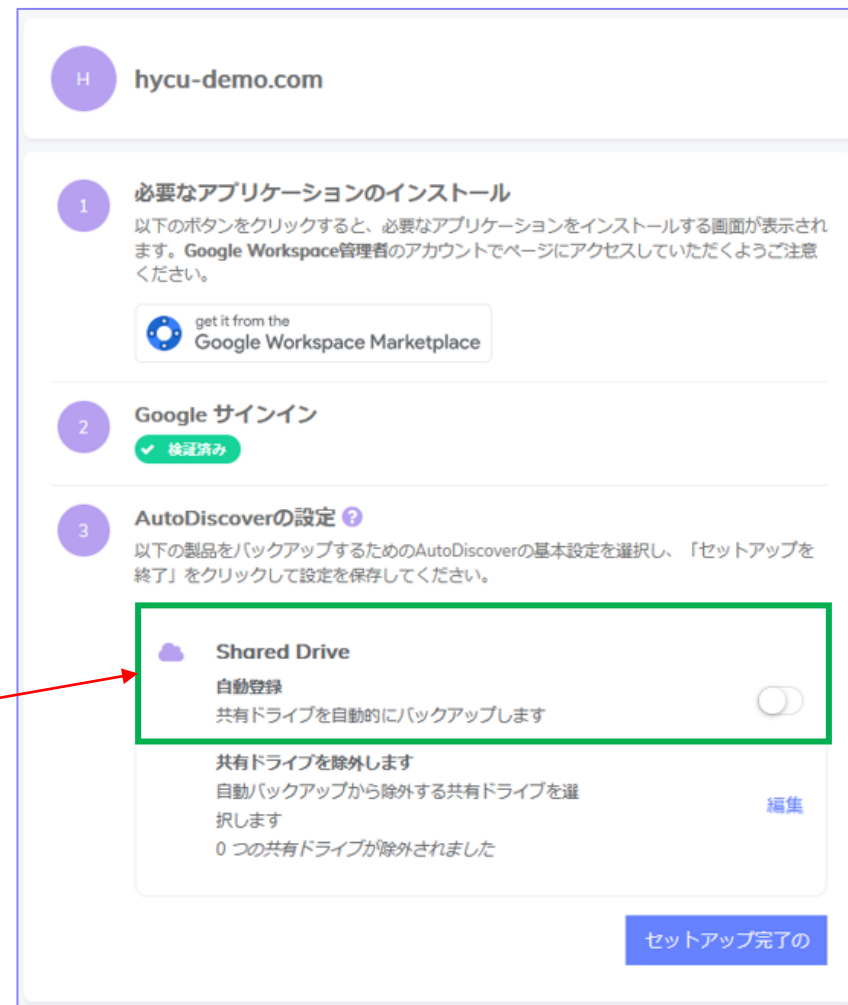 H
hycu-demo.com
1
必要なアプリケーションのインストール
以下のボタンをクリックすると、必要なアプリケーションをインストールする画面が表示され
ます。Google Workspace管理者のアカウントでページにアクセスしていただくようご注意
ください。
get it from the
Google Workspace Marketplace
2
Google サインイン
検証済み
3
AutoDiscoverの設定 ?
以下の製品をバックアップするためのAutoDiscoverの基本設定を選択し、「セットアップを
終了」をクリックして設定を保存してください。
Shared Drive
自動登録
共有ドライブを自動的にバックアップします
共有ドライブを除外します
自動バックアップから除外する共有ドライブを選
択します
編集
0 つの共有ドライブが除外されました
セットアップ完了の